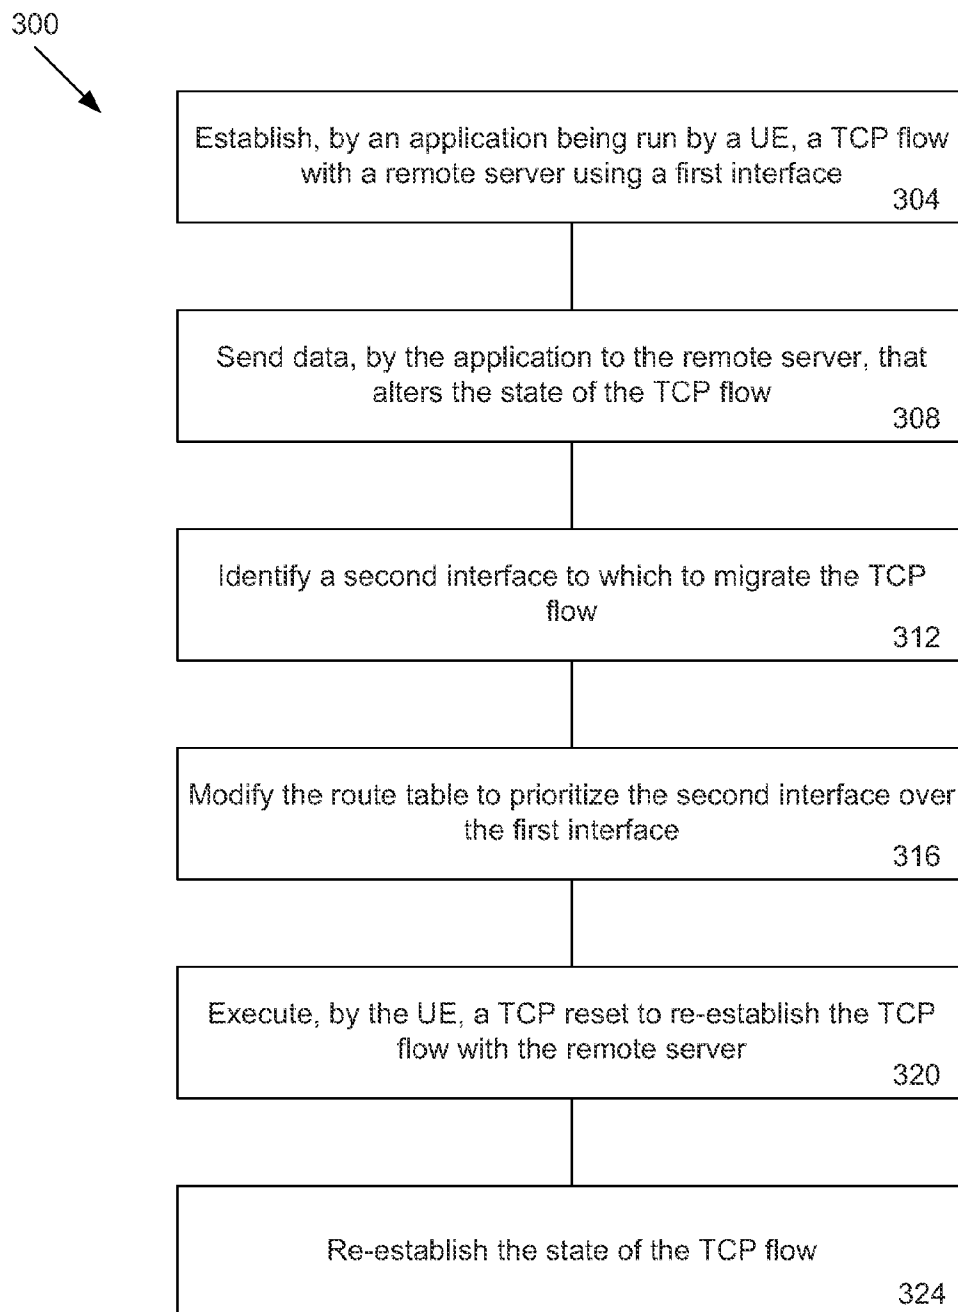 300
Establish, by an application being run by a UE, a TCP flow
with a remote server using a first interface
304
Send data, by the application to the remote server, that
alters the state of the TCP flow
308
Identify a second interface to which to migrate the TCP
flow
312
Modify the route table to prioritize the second interface over
the first interface
316
Execute, by the UE, a TCP reset to re-establish the TCP
flow with the remote server
320
Re-establish the state of the TCP flow
324